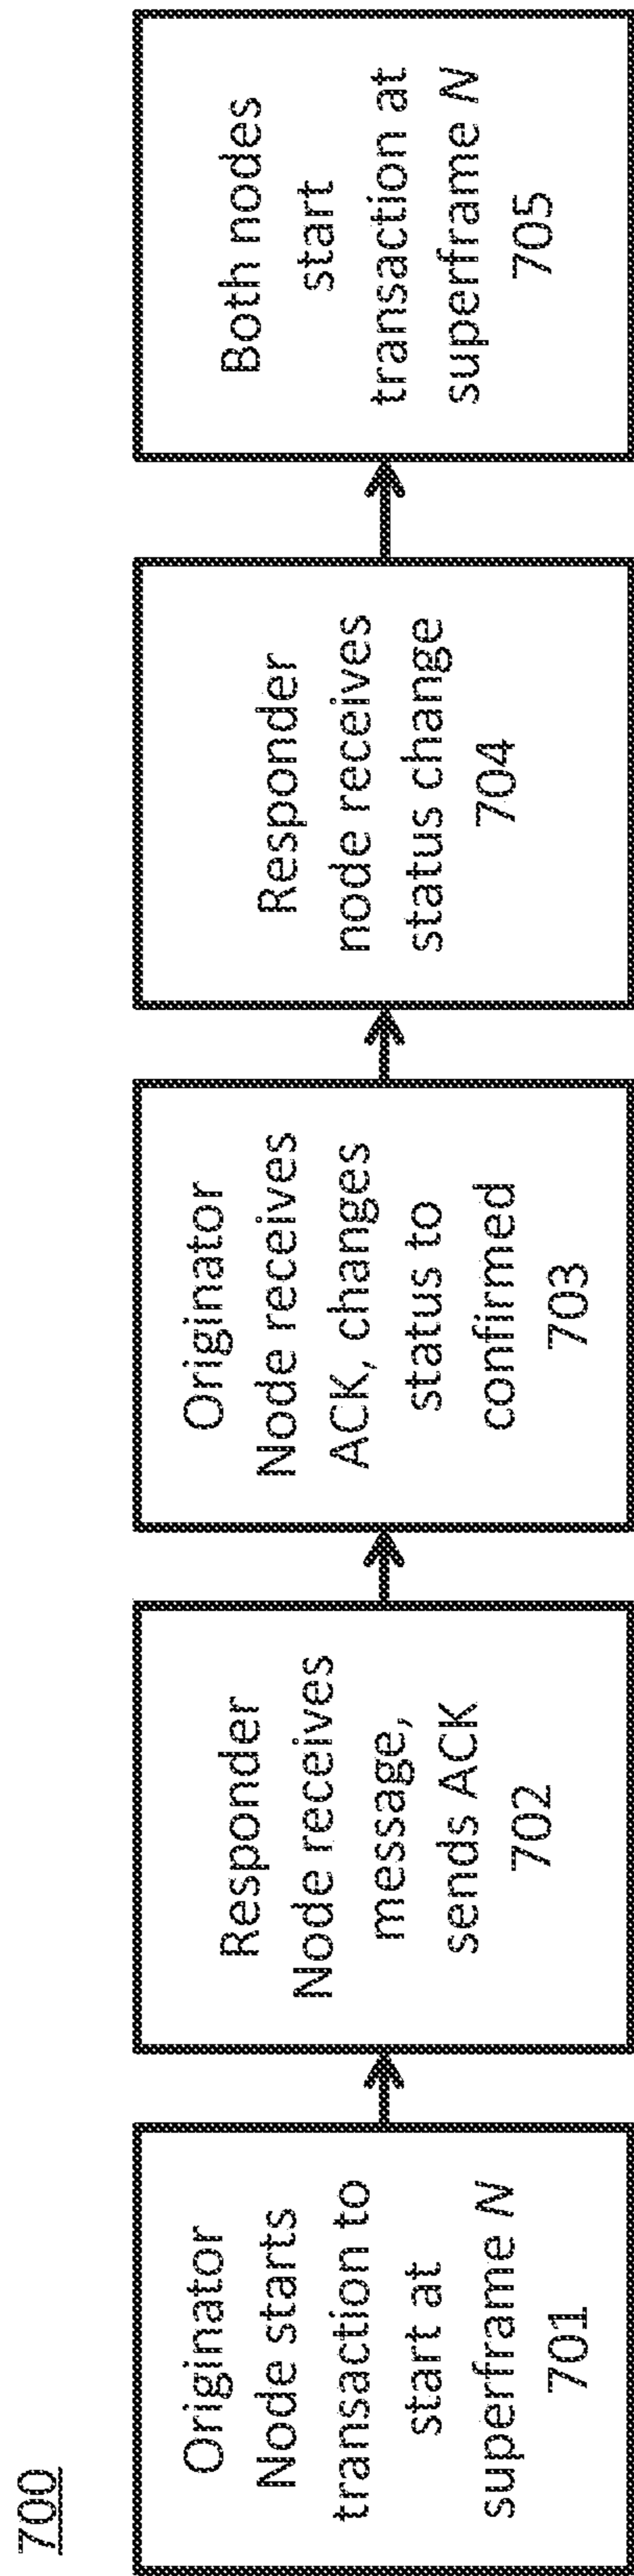 700
Originator
Node starts
transaction to
start at
superframe N
701
Responder
Node receives
message,
sends ACK
702
Originator
Node receives
ACK, changes
status to
confirmed
703
Responder
node receives
status change
704
Both nodes
start
transaction at
superframe N
705